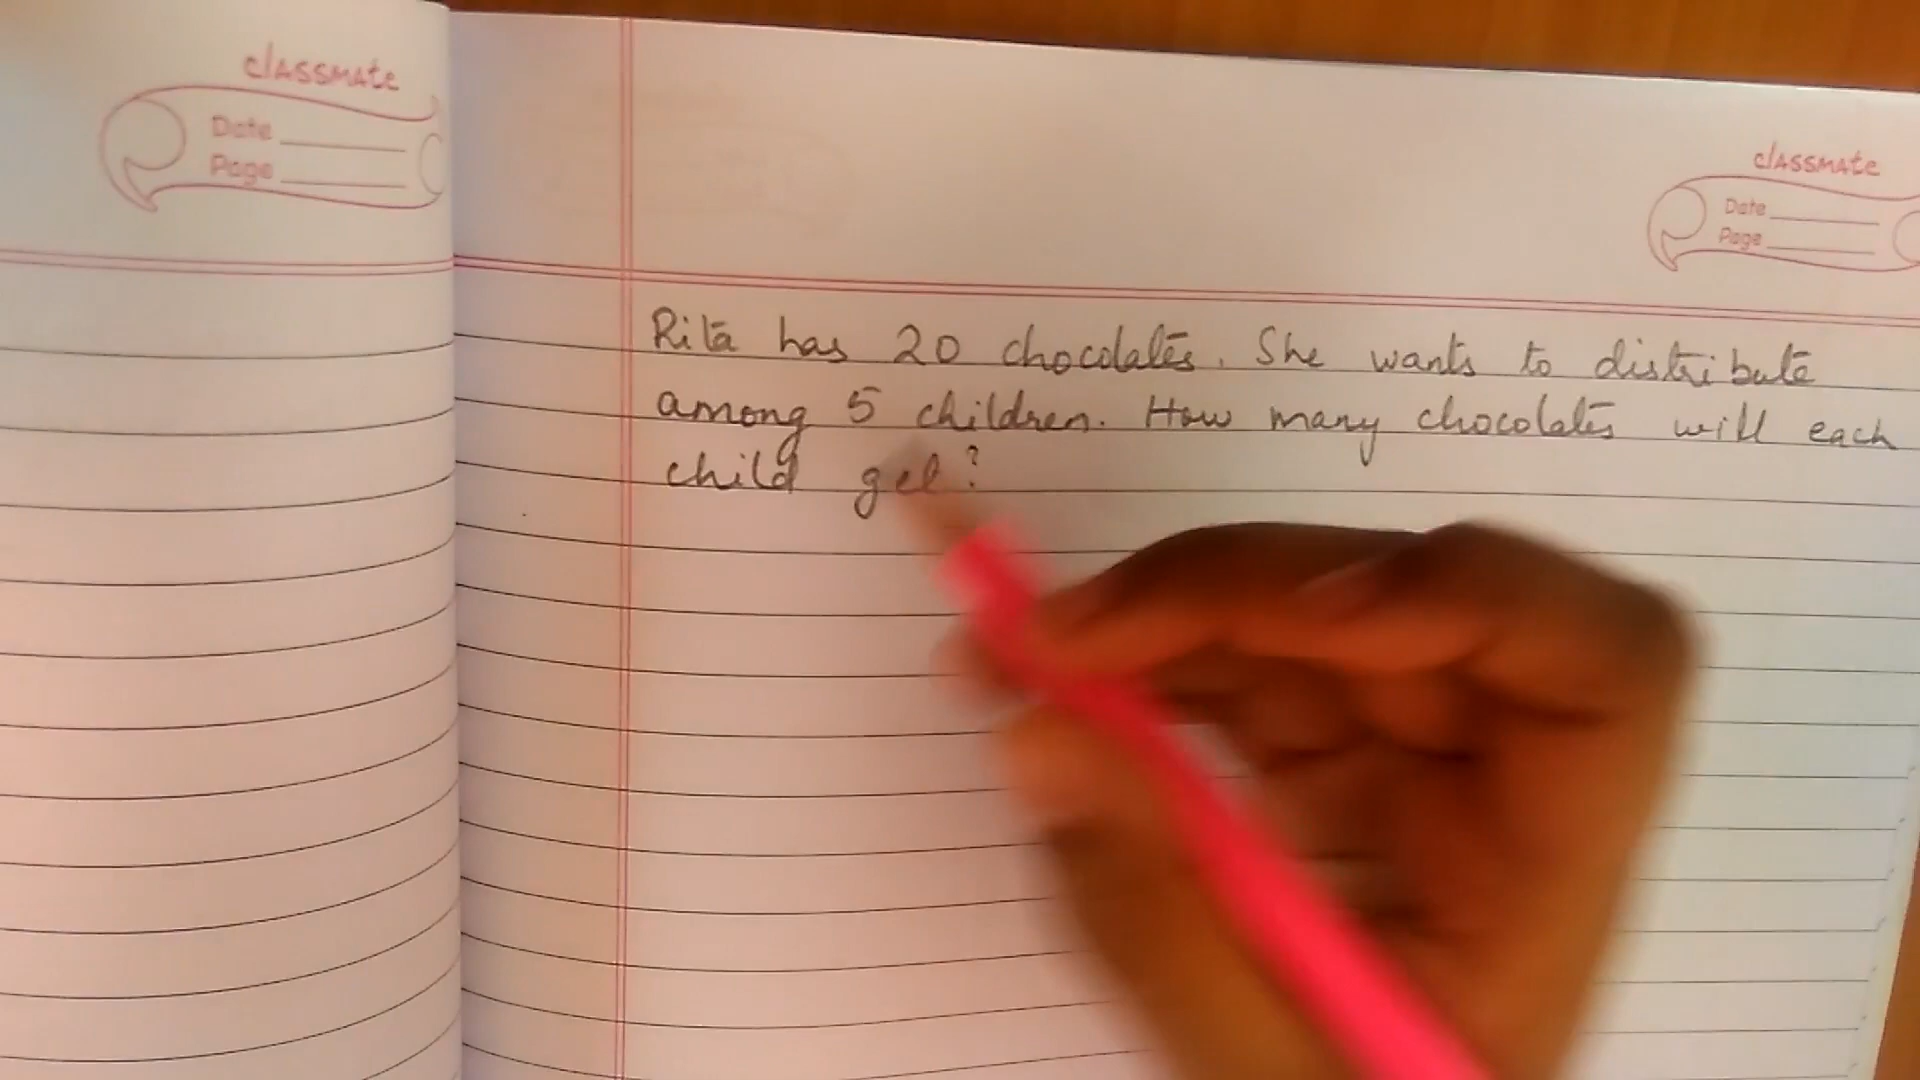 classmate
Date
Page
classmate
Date
Page
Rita has 20 chocolates. She wants to distribute
among 5 children. How many chocolates will each
child get?